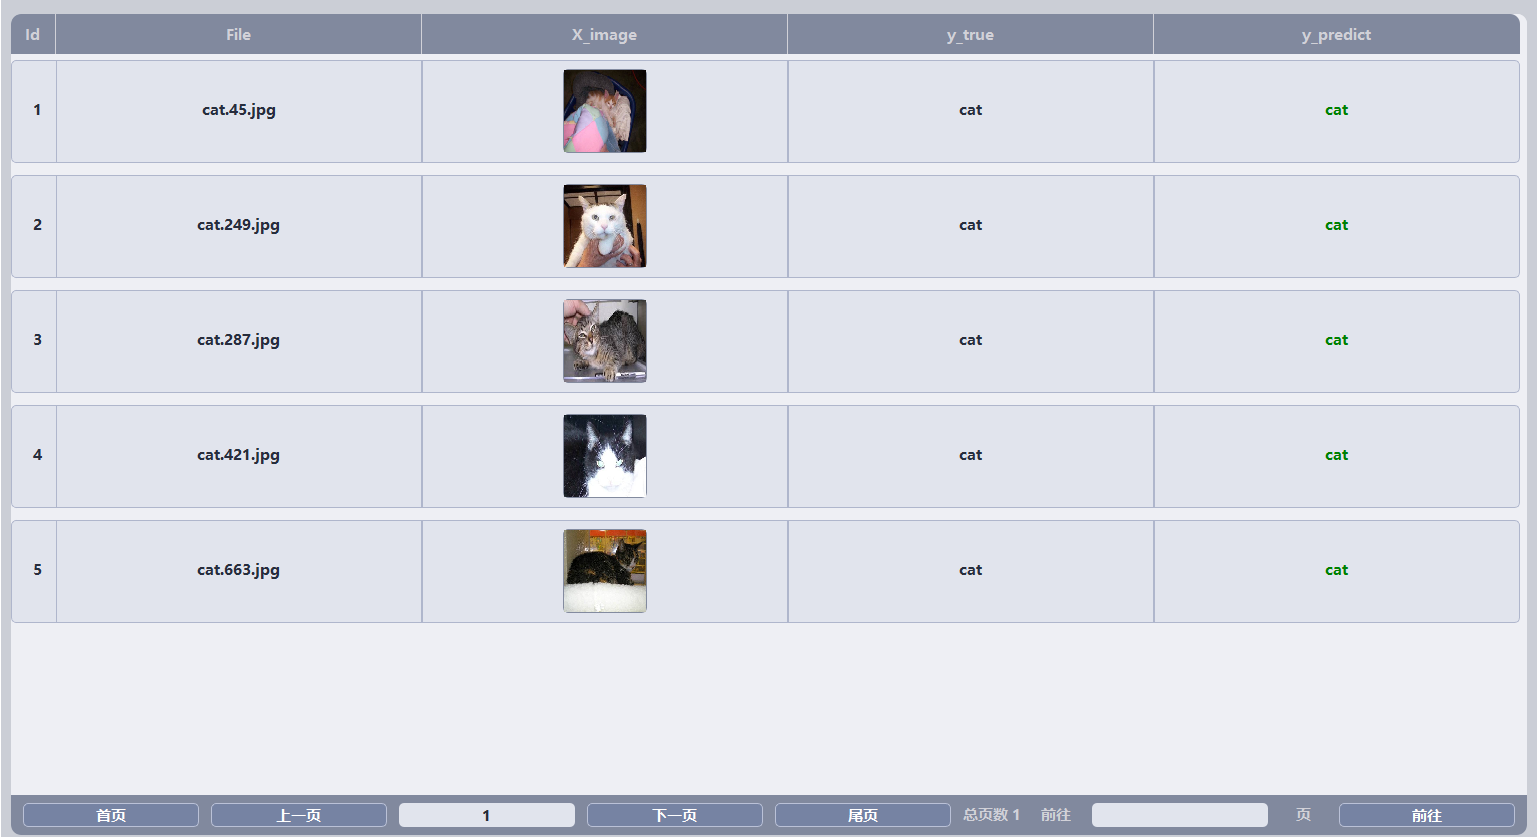 Id File X_image y_true y_predict
1 cat.45.jpg cat cat
2 cat.249.jpg cat cat
3 cat.287.jpg cat cat
4 cat.421.jpg cat cat
5 cat.663.jpg cat cat
首页 上一页 1 下一页 尾页 总页数 1 前往 页 前往